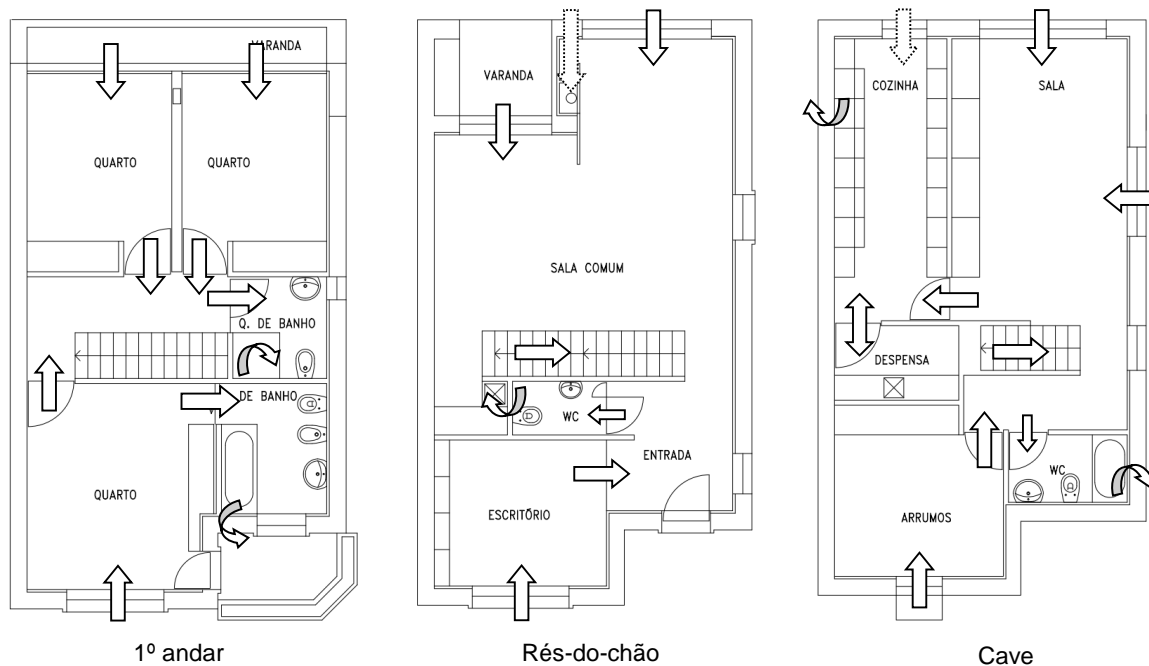 VARANDA
QUARTO
QUARTO
Q. DE BANHO
DE BANHO
QUARTO
1º andar
VARANDA
SALA COMUM
WC
ENTRADA
ESCRITÓRIO
Rés-do-chão
COZINHA
SALA
DESPENSA
WC
ARRUMOS
Cave